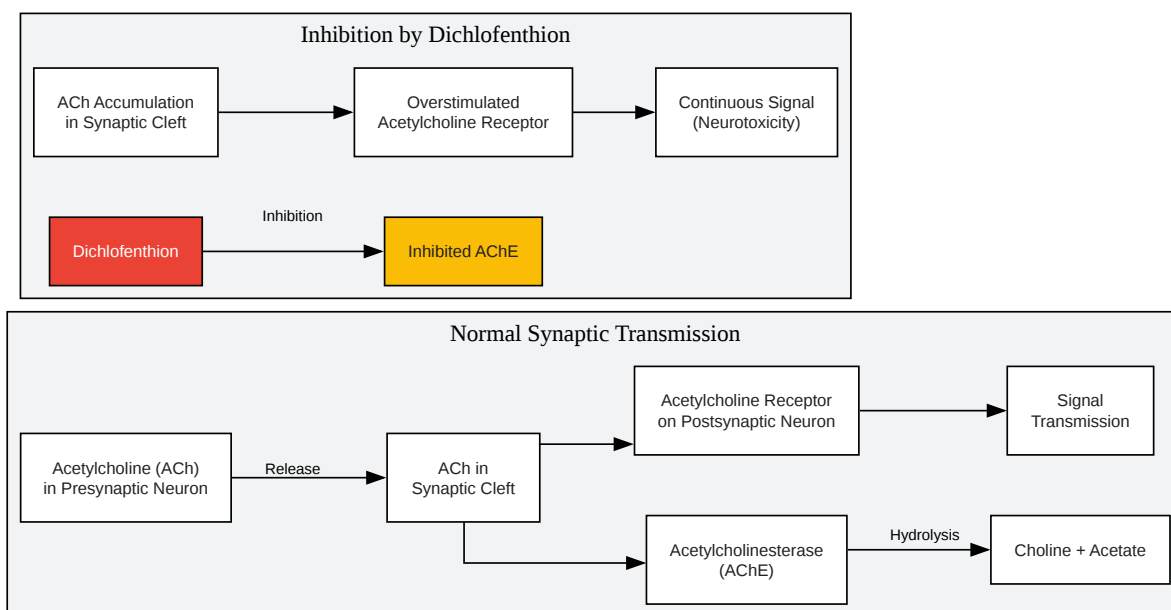 Inhibition by Dichlofenthion
ACh Accumulation
in Synaptic Cleft
Overstimulated
Acetylcholine Receptor
Continuous Signal
(Neurotoxicity)
Dichlofenthion
Inhibition
Inhibited AChE
Normal Synaptic Transmission
Acetylcholine (ACh)
in Presynaptic Neuron
Release
ACh in
Synaptic Cleft
Acetylcholine Receptor
on Postsynaptic Neuron
Signal
Transmission
Acetylcholinesterase
(AChE)
Hydrolysis
Choline + Acetate